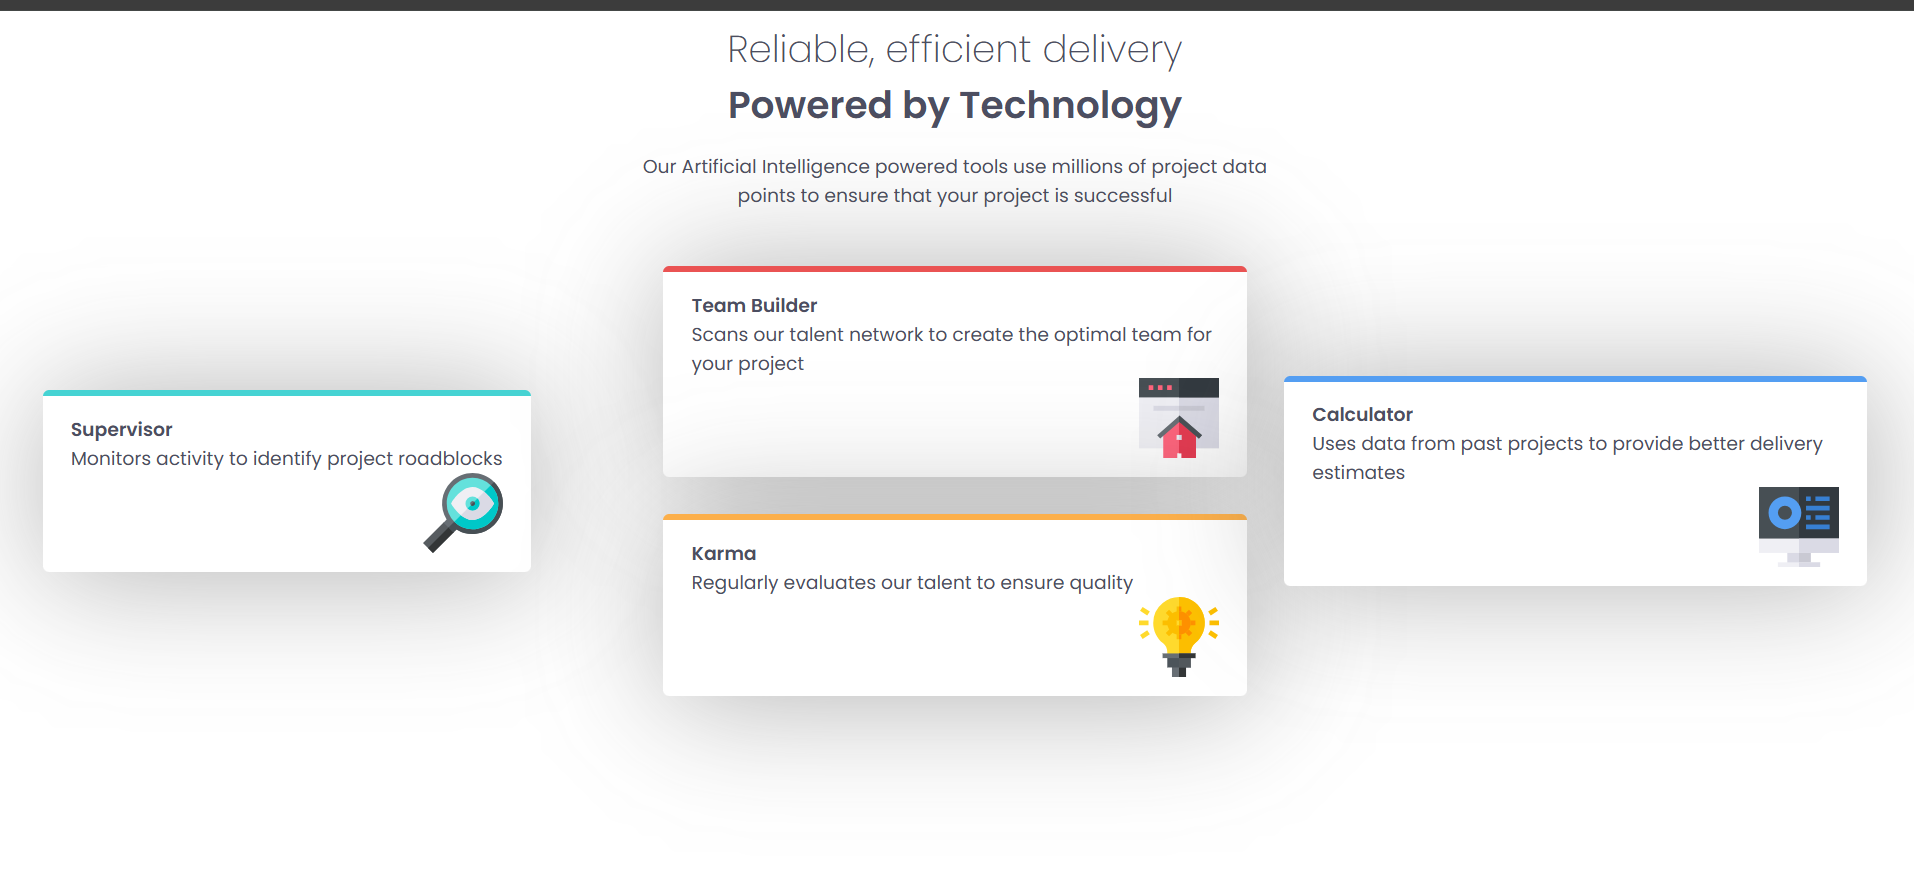 Reliable, efficient delivery
Powered by Technology
Our Artificial Intelligence powered tools use millions of project data
points to ensure that your project is successful
Supervisor
Monitors activity to identify project roadblocks
Team Builder
Scans our talent network to create the optimal team for
your project
Karma
Regularly evaluates our talent to ensure quality
Calculator
Uses data from past projects to provide better delivery
estimates